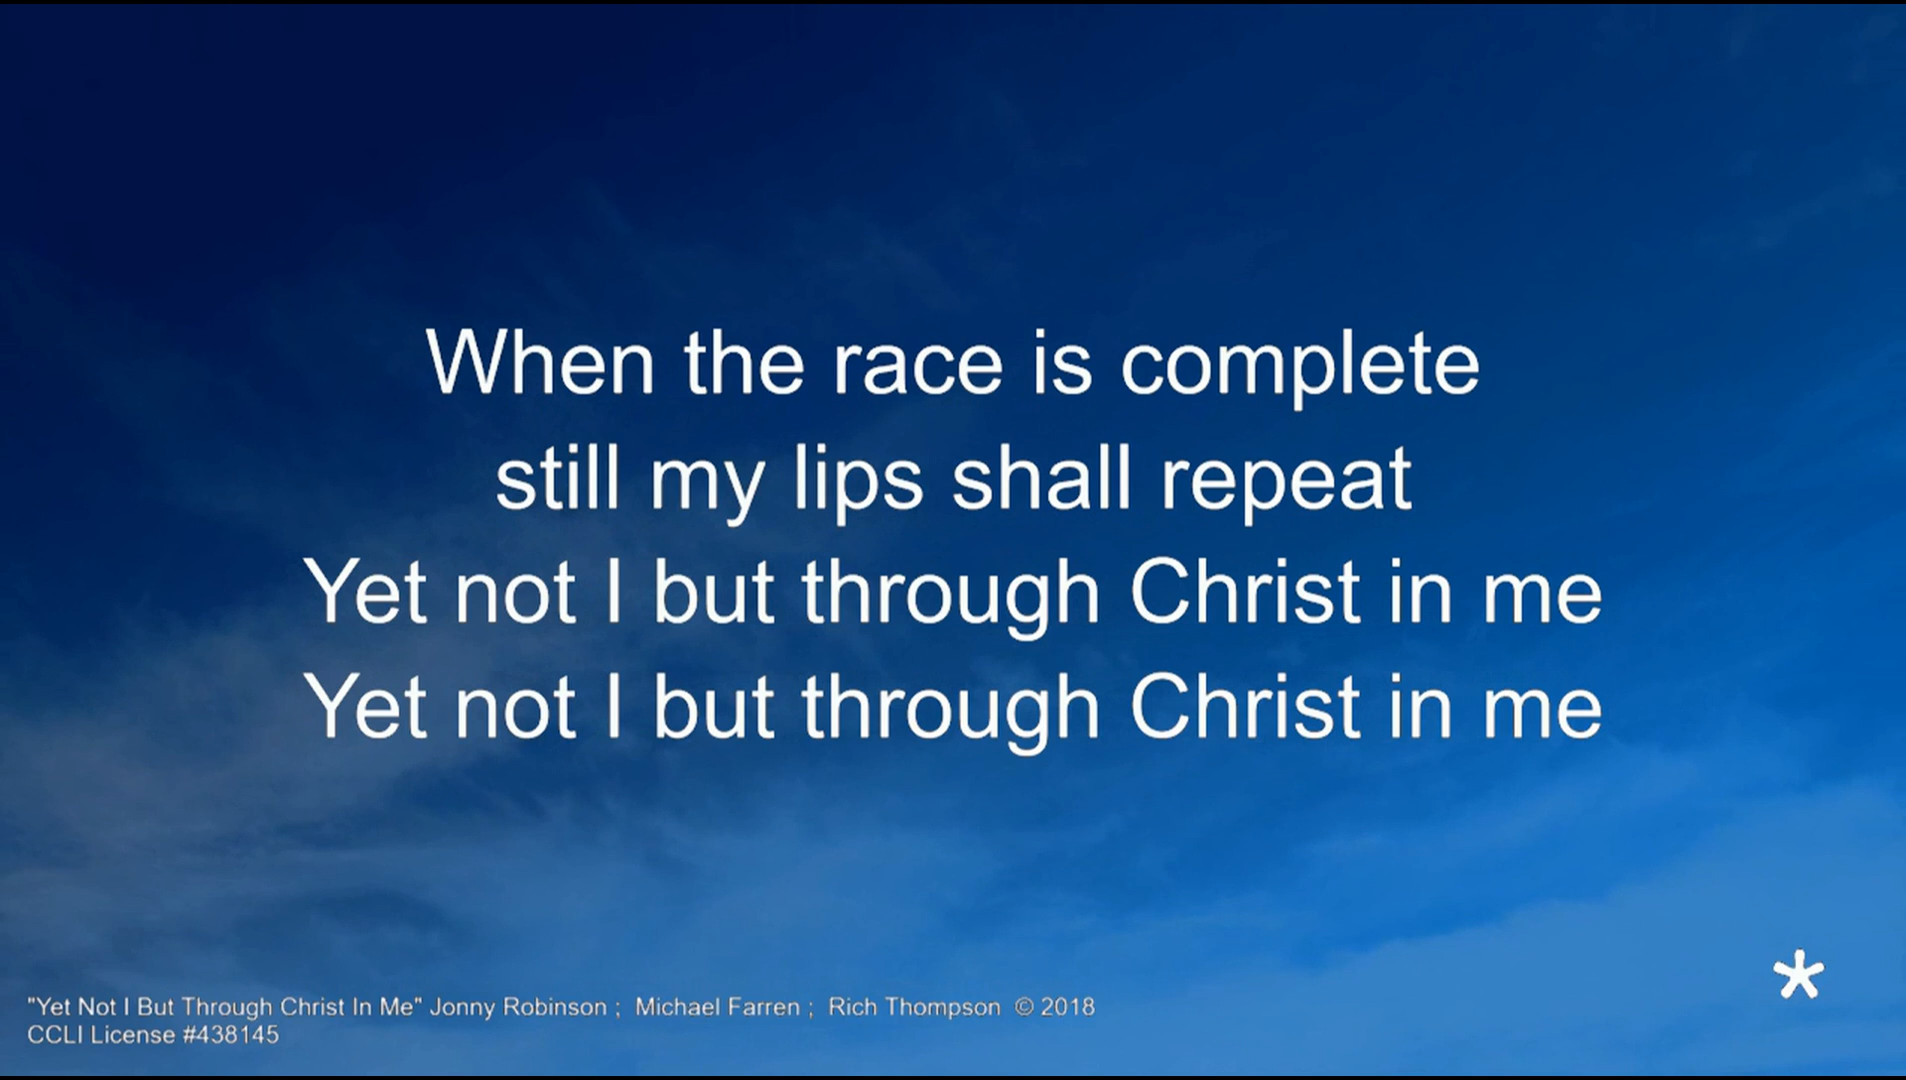 When the race is complete
still my lips shall repeat
Yet not I but through Christ in me
Yet not I but through Christ in me
*
"Yet Not I But Through Christ In Me" Jonny Robinson ; Michael Farren ; Rich Thompson © 2018
CCLI License #438145